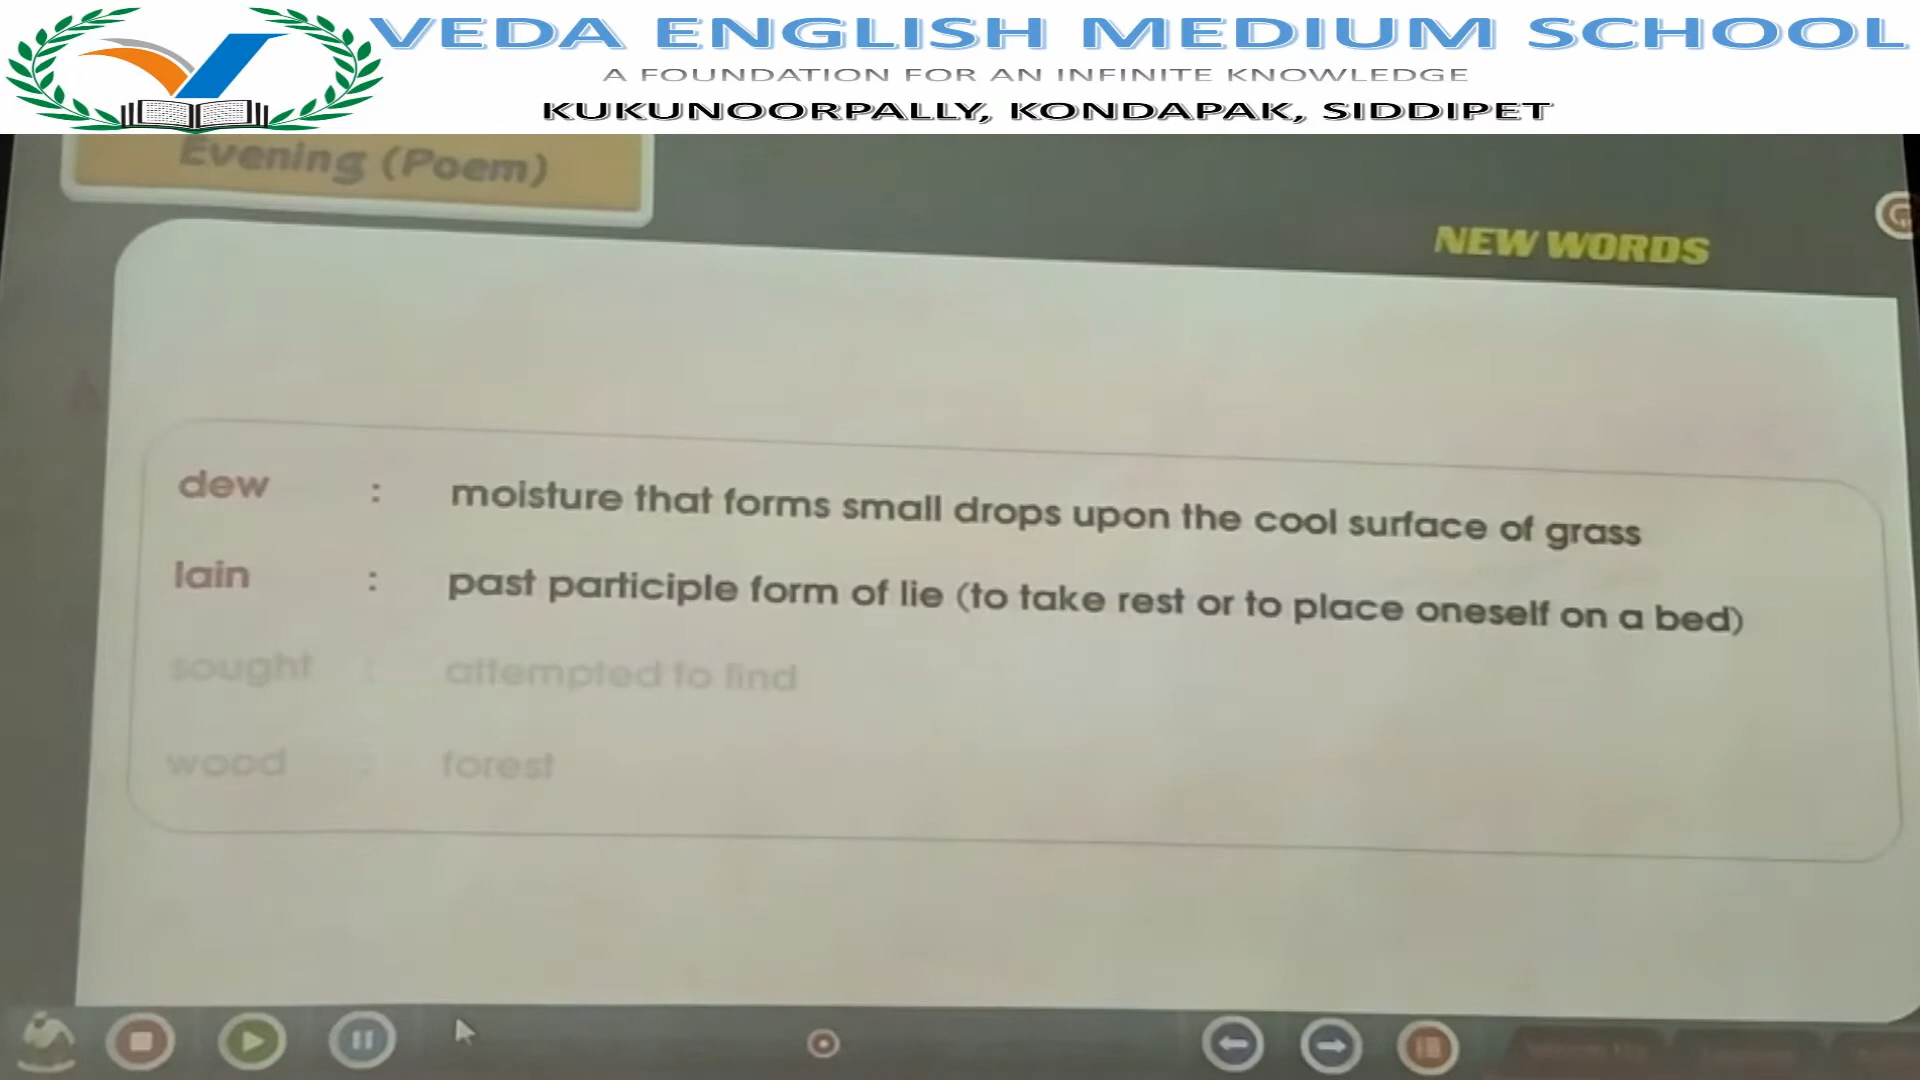 VEDA ENGLISH MEDIUM SCHOOL
A FOUNDATION FOR AN INFINITE KNOWLEDGE
KUKUNOORPALLY, KONDAPAK, SIDDIPET
Evening (Poem)
NEW WORDS
dew : moisture that forms small drops upon the cool surface of grass
lain : past participle form of lie (to take rest or to place oneself on a bed)
sought : attempted to find
wood : forest